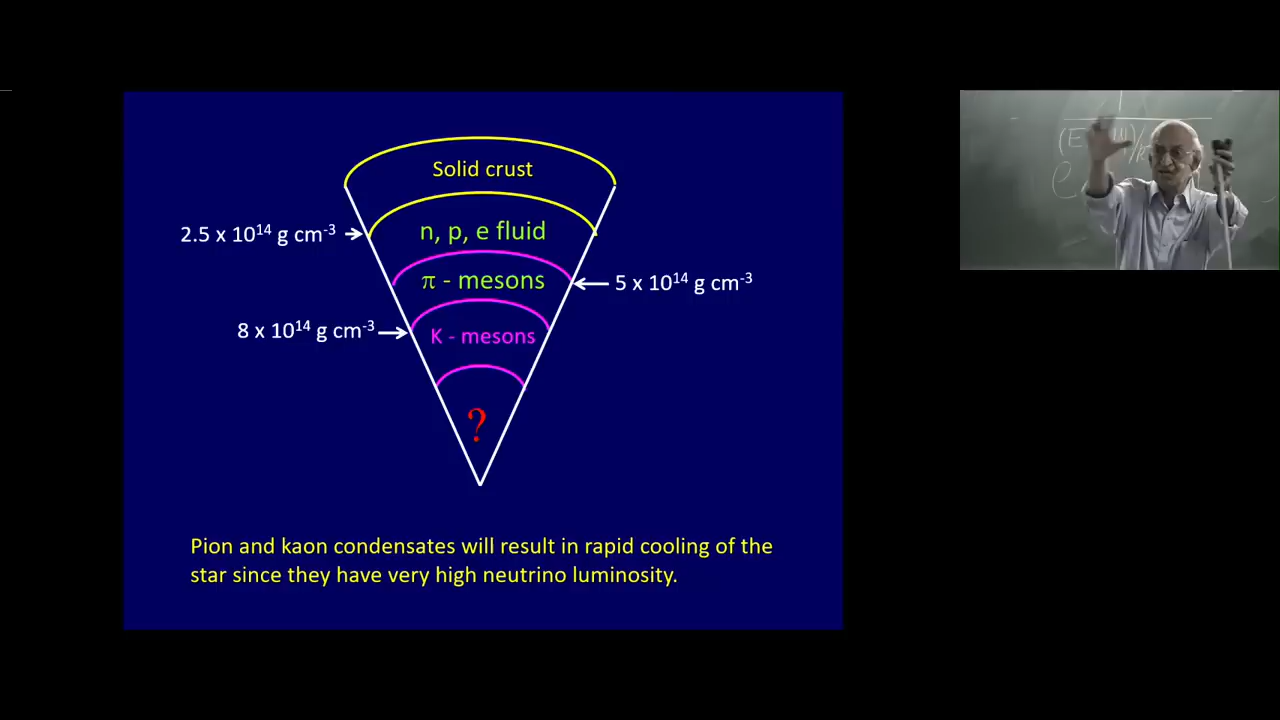 Solid crust
2.5 x 10¹⁴ g cm⁻³
n, p, e fluid
π - mesons
5 x 10¹⁴ g cm⁻³
8 x 10¹⁴ g cm⁻³
K - mesons
?
Pion and kaon condensates will result in rapid cooling of the
star since they have very high neutrino luminosity.